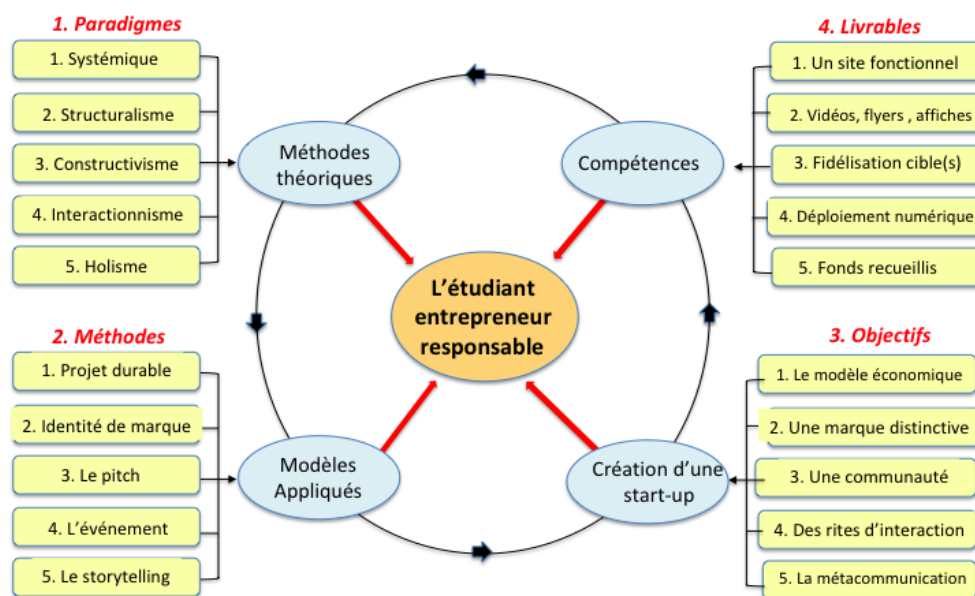 1. Paradigmes
1. Systémique
2. Structuralisme
3. Constructivisme
4. Interactionnisme
5. Holisme
Méthodes
théoriques
4. Livrables
1. Un site fonctionnel
2. Vidéos, flyers , affiches
3. Fidélisation cible(s)
4. Déploiement numérique
5. Fonds recueillis
Compétences
L’étudiant
entrepreneur
responsable
2. Méthodes
1. Projet durable
2. Identité de marque
3. Le pitch
4. L’événement
5. Le storytelling
Modèles
Appliqués
3. Objectifs
1. Le modèle économique
2. Une marque distinctive
3. Une communauté
4. Des rites d’interaction
5. La métacommunication
Création d’une
start-up